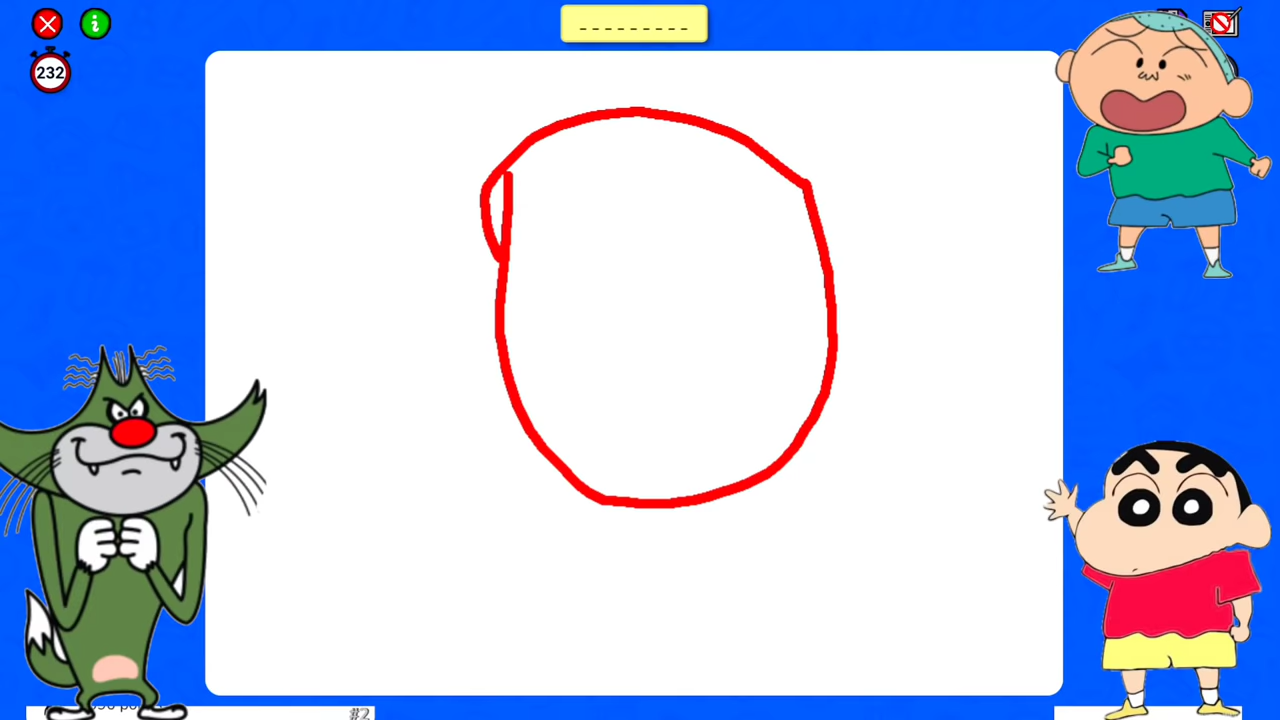 i
232
_ _ _ _ _ _ _ _ _
#2